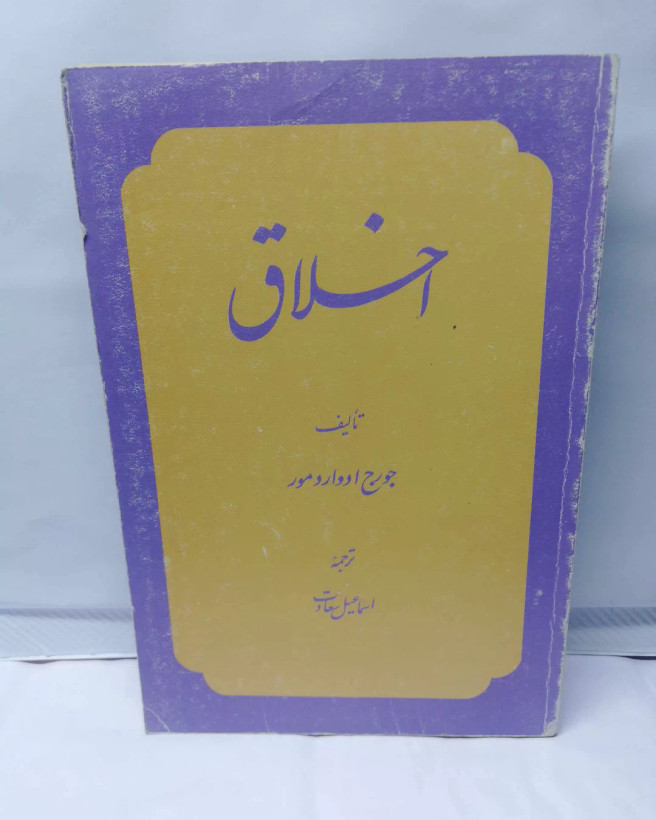 اخلاق
تألیف
جورج ادوارد مور
ترجمهٔ
اسماعیل سعادت